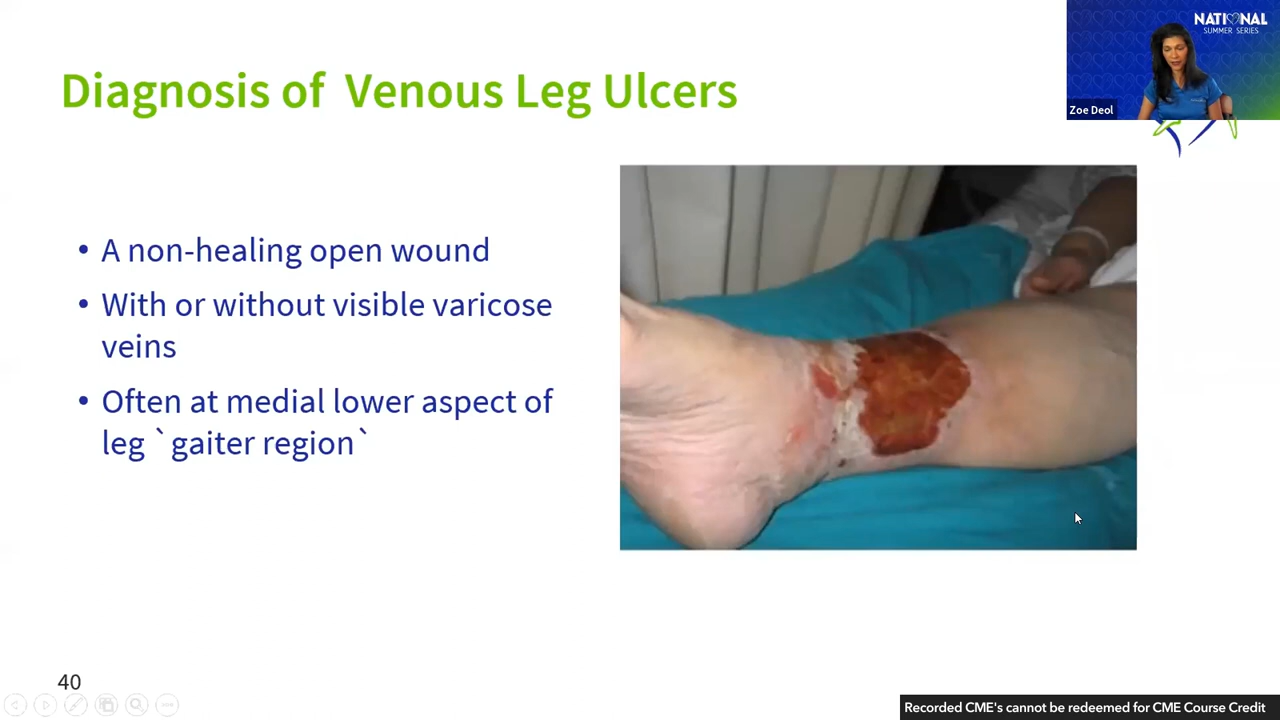 NATIONAL
SUMMER SERIES
Zoe Deol
Diagnosis of  Venous Leg Ulcers
• A non-healing open wound
• With or without visible varicose
veins
• Often at medial lower aspect of
leg `gaiter region`
40
Recorded CME's cannot be redeemed for CME Course Credit